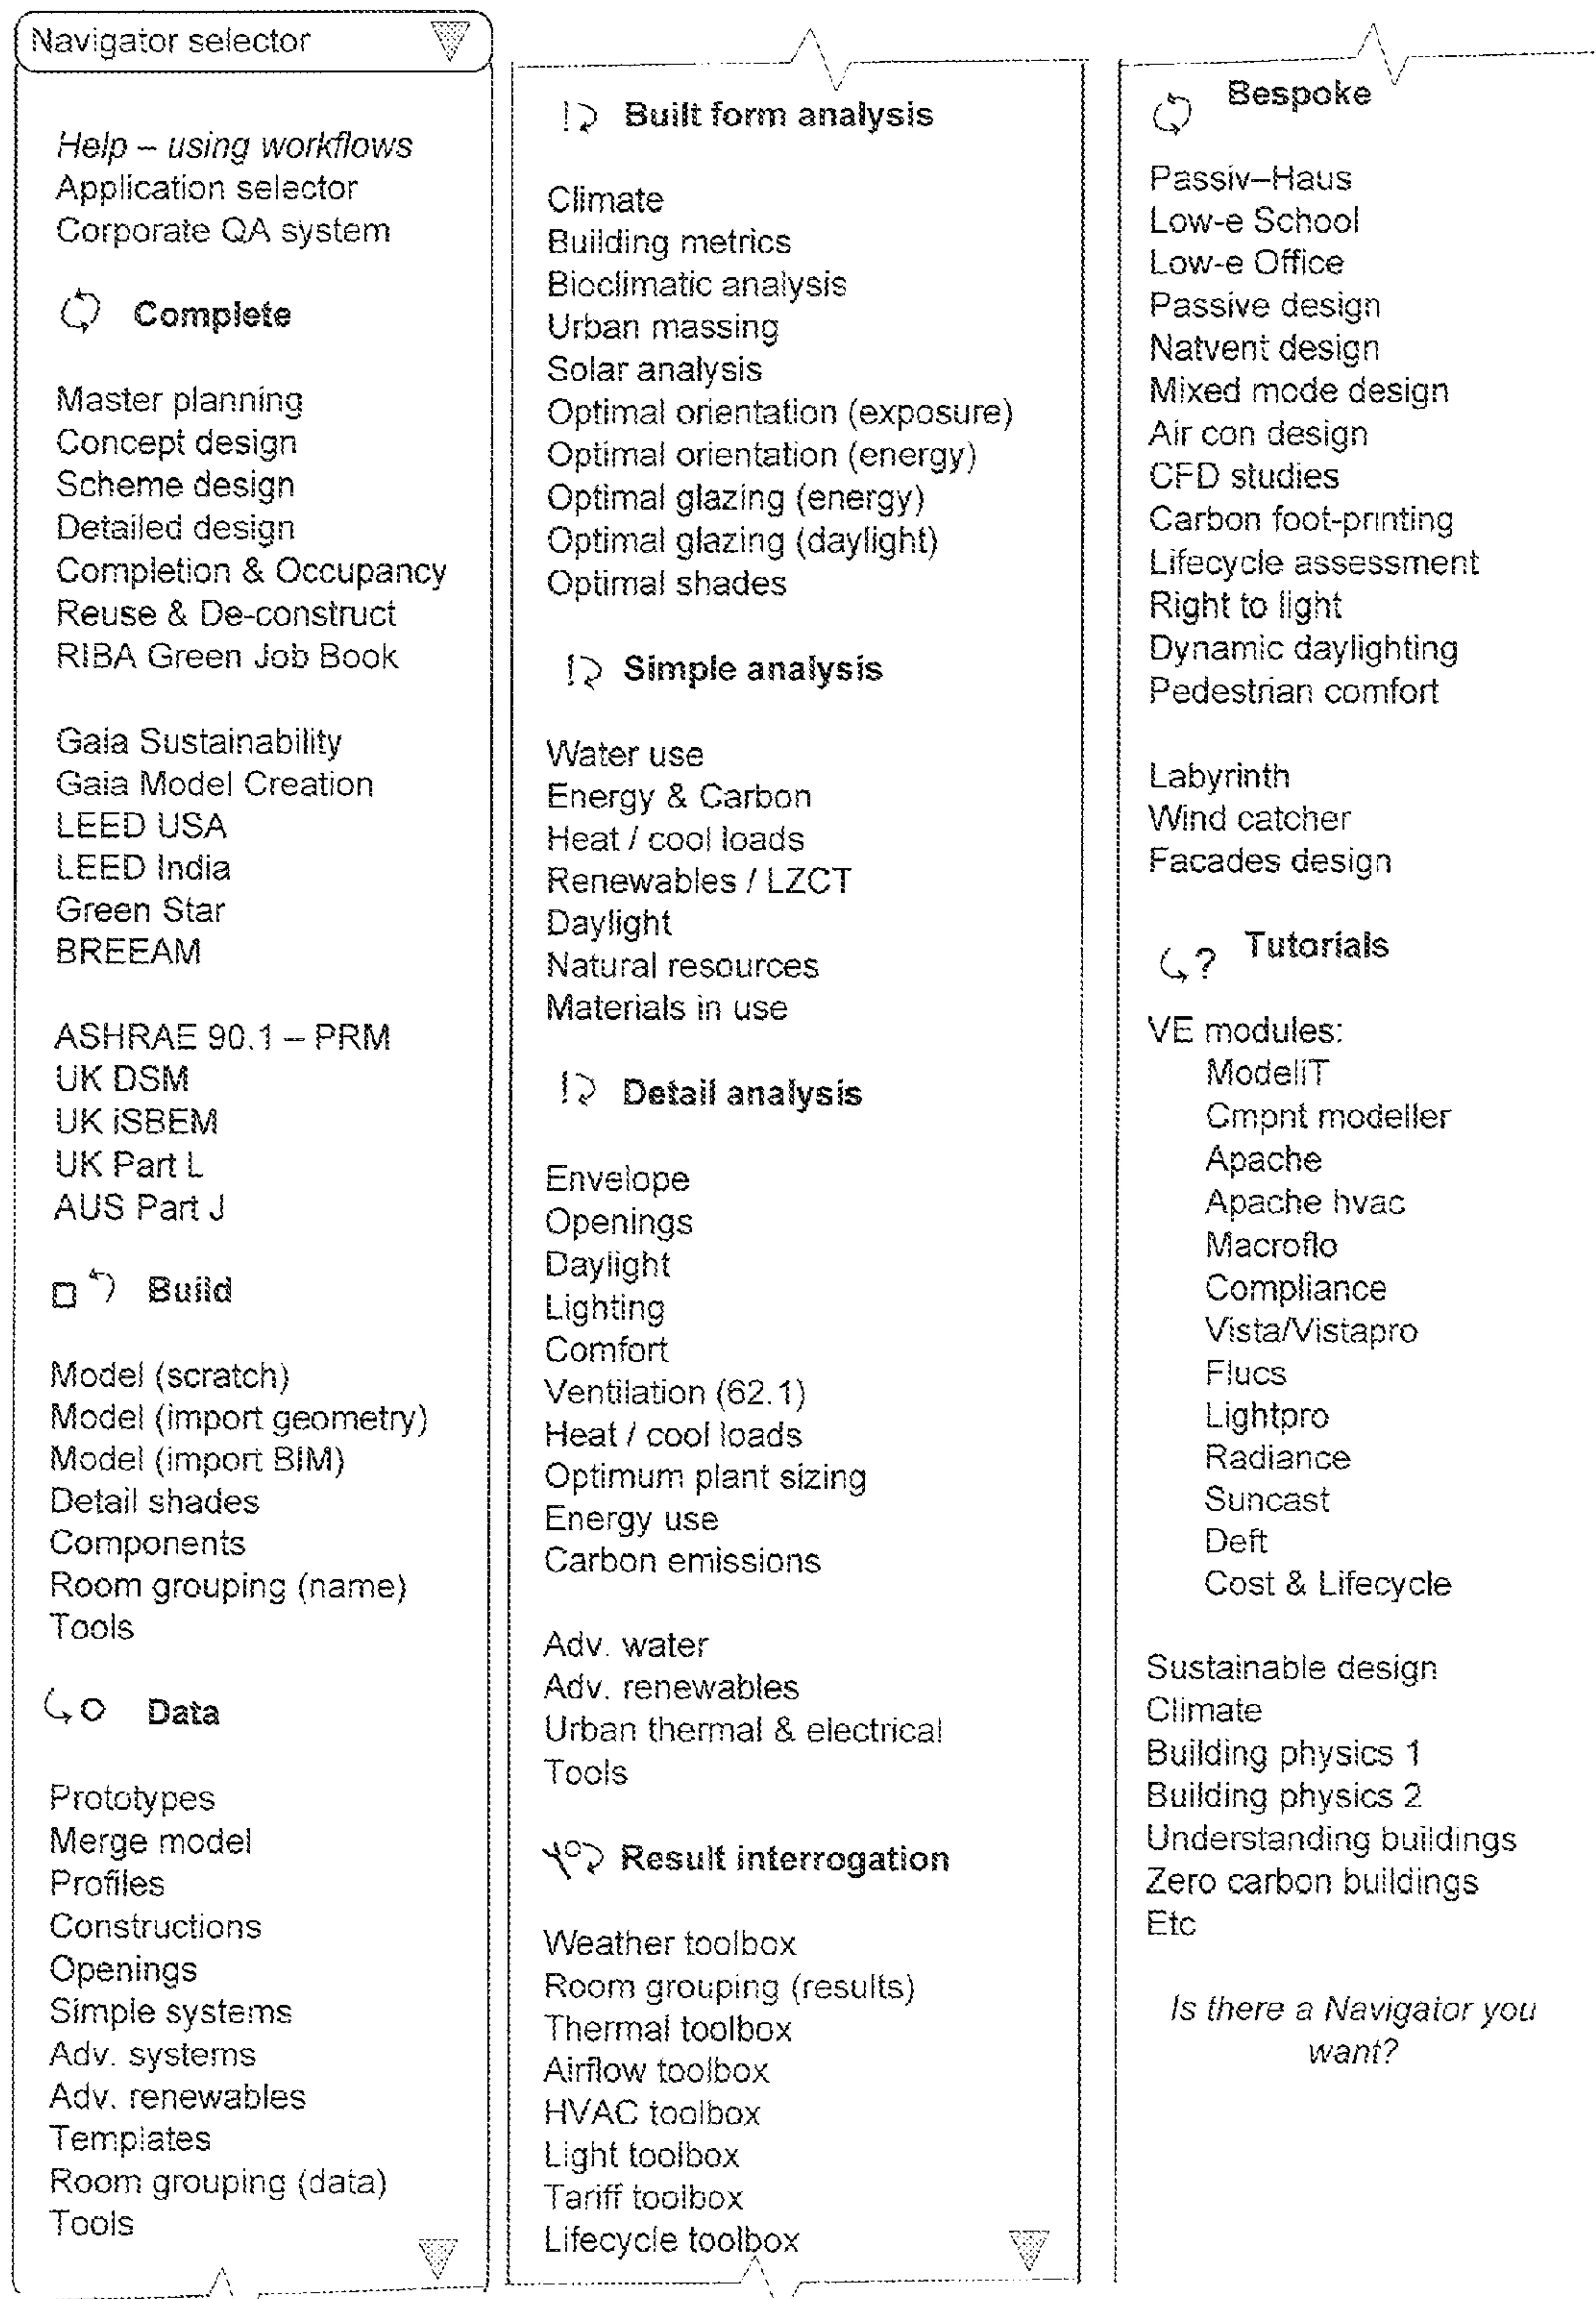 Navigator selector
Help – using workflows
Application selector
Corporate QA system
Complete
Master planning
Concept design
Scheme design
Detailed design
Completion & Occupancy
Reuse & De-construct
RIBA Green Job Book
Gaia Sustainability
Gaia Model Creation
LEED USA
LEED India
Green Star
BREEAM
ASHRAE 90.1 – PRM
UK DSM
UK iSBEM
UK Part L
AUS Part J
Build
Model (scratch)
Model (import geometry)
Model (import BIM)
Detail shades
Components
Room grouping (name)
Tools
Data
Prototypes
Merge model
Profiles
Constructions
Openings
Simple systems
Adv. systems
Adv. renewables
Templates
Room grouping (data)
Tools
!Built form analysis
Climate
Building metrics
Bioclimatic analysis
Urban massing
Solar analysis
Optimal orientation (exposure)
Optimal orientation (energy)
Optimal glazing (energy)
Optimal glazing (daylight)
Optimal shades
! Simple analysis
Water use
Energy & Carbon
Heat / cool loads
Renewables / LZCT
Daylight
Natural resources
Materials in use
! Detail analysis
Envelope
Openings
Daylight
Lighting
Comfort
Ventilation (62.1)
Heat / cool loads
Optimum plant sizing
Energy use
Carbon emissions
Adv. water
Adv. renewables
Urban thermal & electrical
Tools
Result interrogation
Weather toolbox
Room grouping (results)
Thermal toolbox
Airflow toolbox
HVAC toolbox
Light toolbox
Tariff toolbox
Lifecycle toolbox
Bespoke
Passiv–Haus
Low-e School
Low-e Office
Passive design
Natvent design
Mixed mode design
Air con design
CFD studies
Carbon foot-printing
Lifecycle assessment
Right to light
Dynamic daylighting
Pedestrian comfort
Labyrinth
Wind catcher
Facades design
? Tutorials
VE modules:
ModelIT
Cmpnt modeller
Apache
Apache hvac
Macroflo
Compliance
Vista/Vistapro
Flucs
Lightpro
Radiance
Suncast
Deft
Cost & Lifecycle
Sustainable design
Climate
Building physics 1
Building physics 2
Understanding buildings
Zero carbon buildings
Etc
Is there a Navigator you
want?